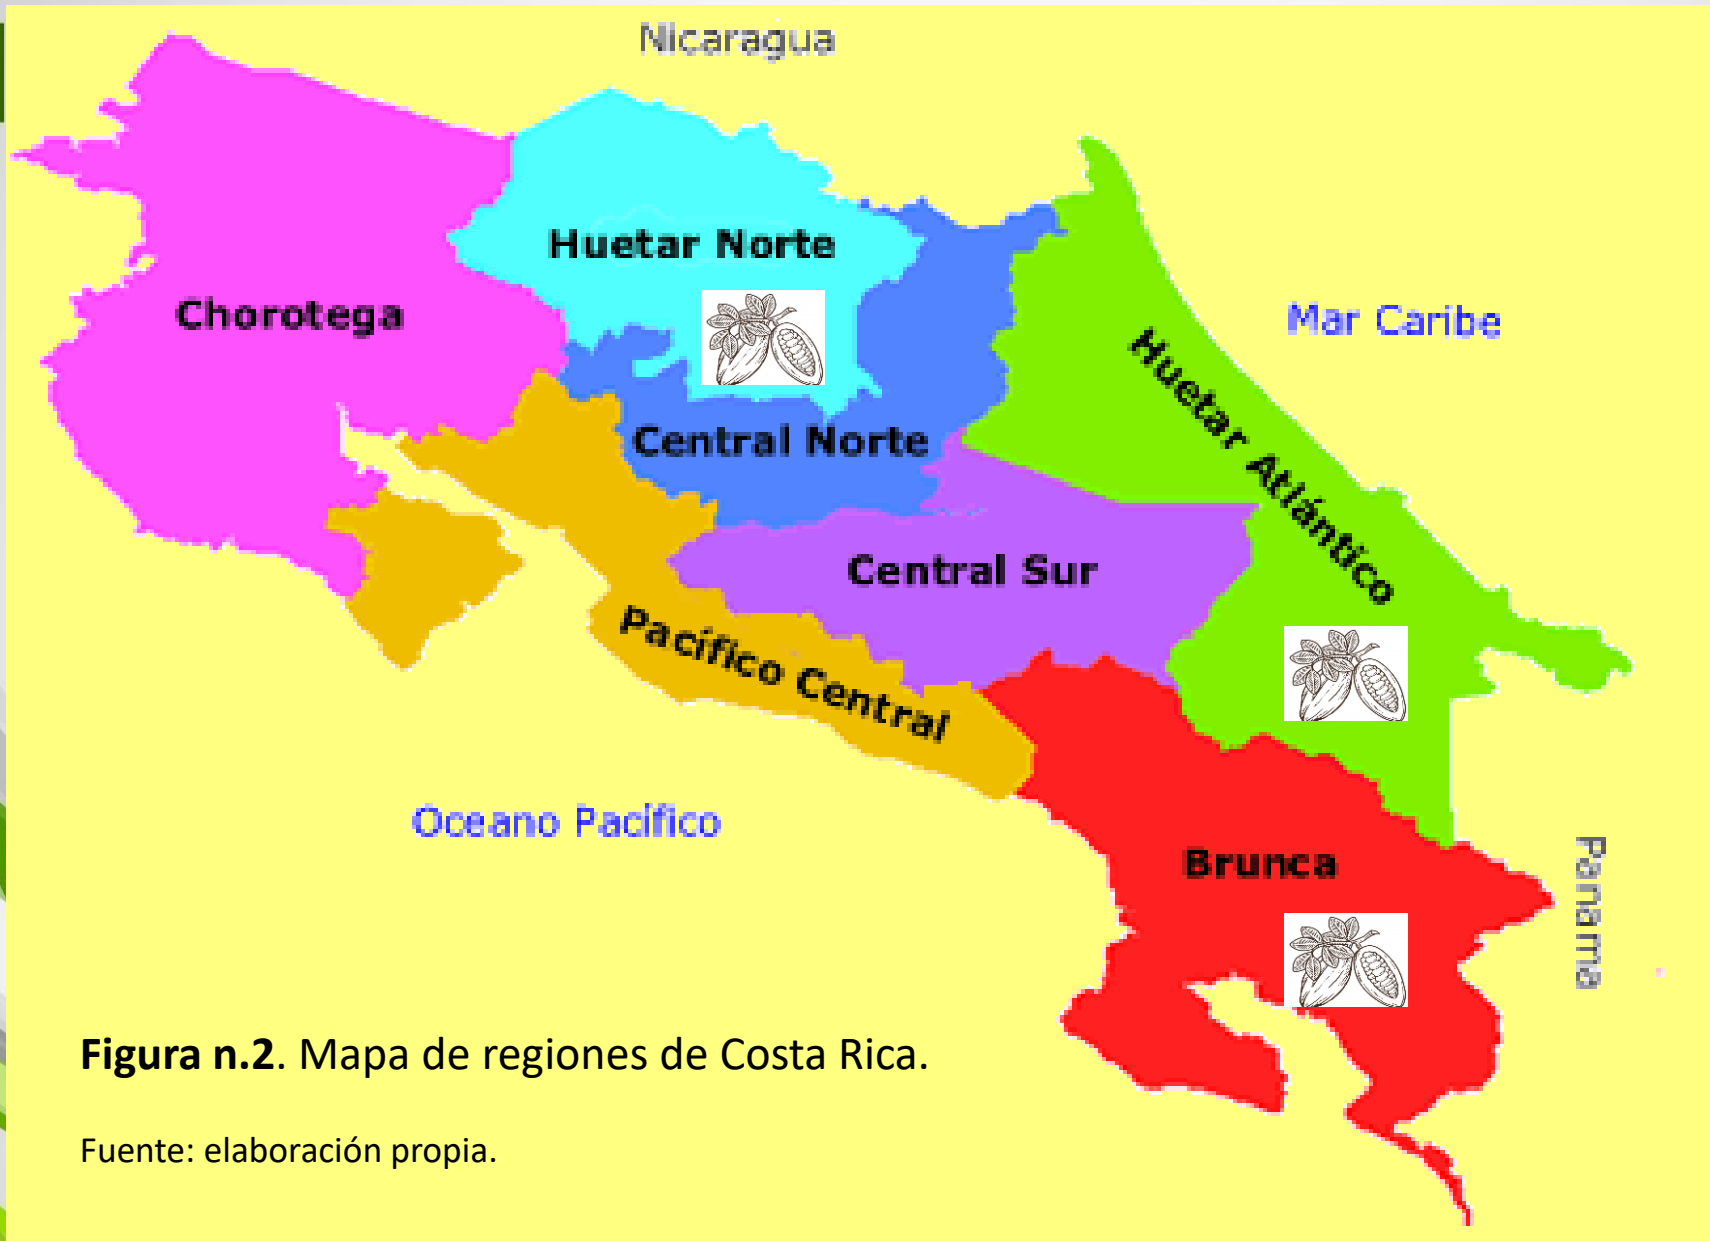 Nicaragua
Huetar Norte
Chorotega
Mar Caribe
Huetar Atlántico
Central Norte
Central Sur
Pacífico Central
Oceano Pacífico
Brunca
Panama
Figura n.2. Mapa de regiones de Costa Rica.
Fuente: elaboración propia.